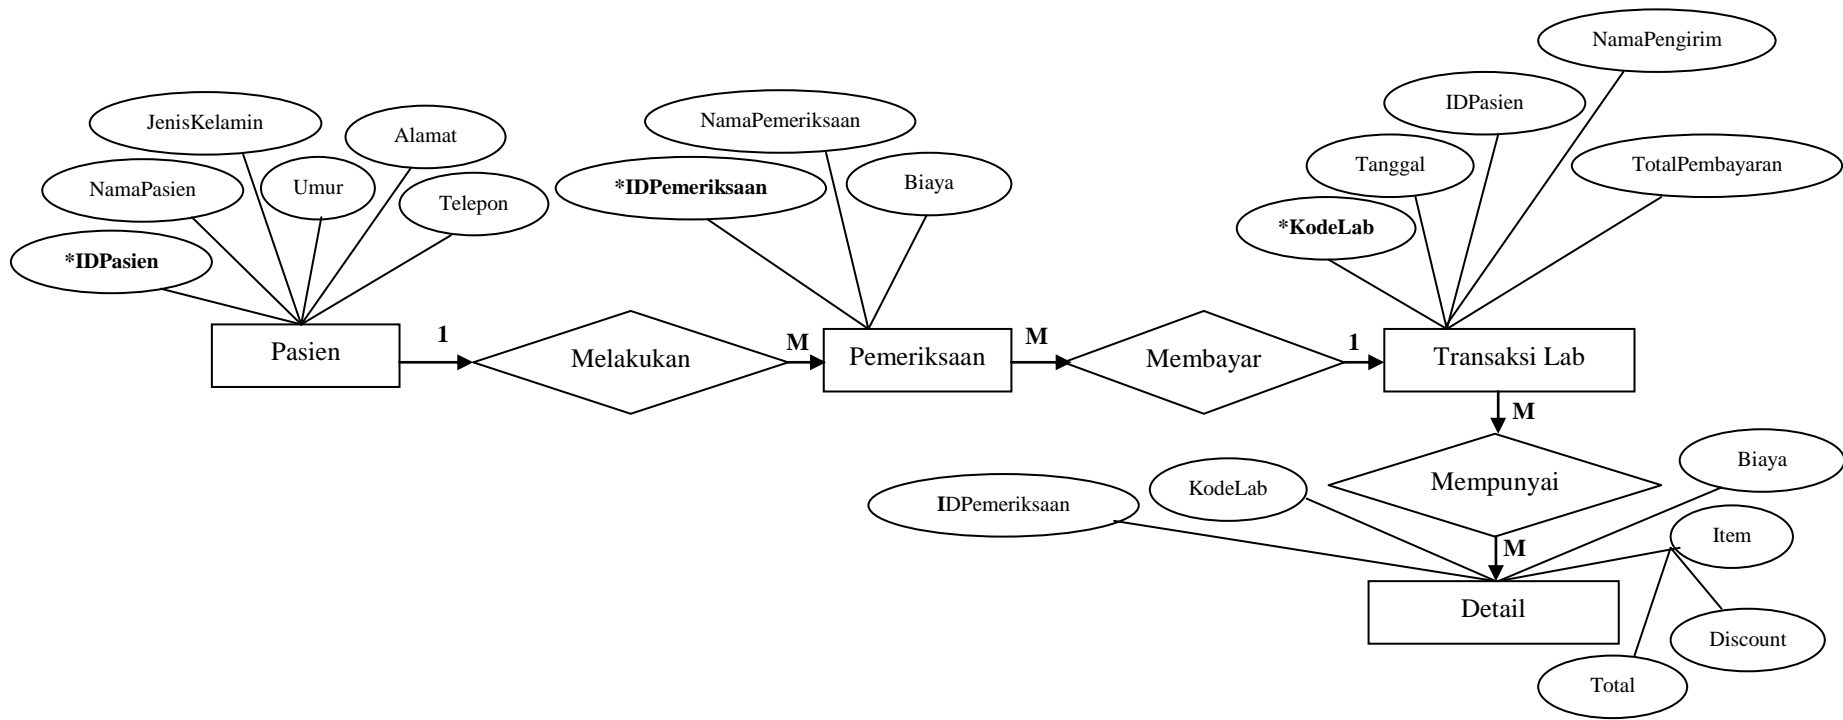 NamaPengirim
JenisKelamin
Alamat
NamaPemeriksaan
IDPasien
NamaPasien
Umur
Telepon
*IDPemeriksaan
Biaya
Tanggal
TotalPembayaran
*IDPasien
*KodeLab
Pasien
1
Melakukan
M
Pemeriksaan
M
Membayar
1
Transaksi Lab
M
Mempunyai
IDPemeriksaan
KodeLab
Biaya
Item
M
Detail
Discount
Total